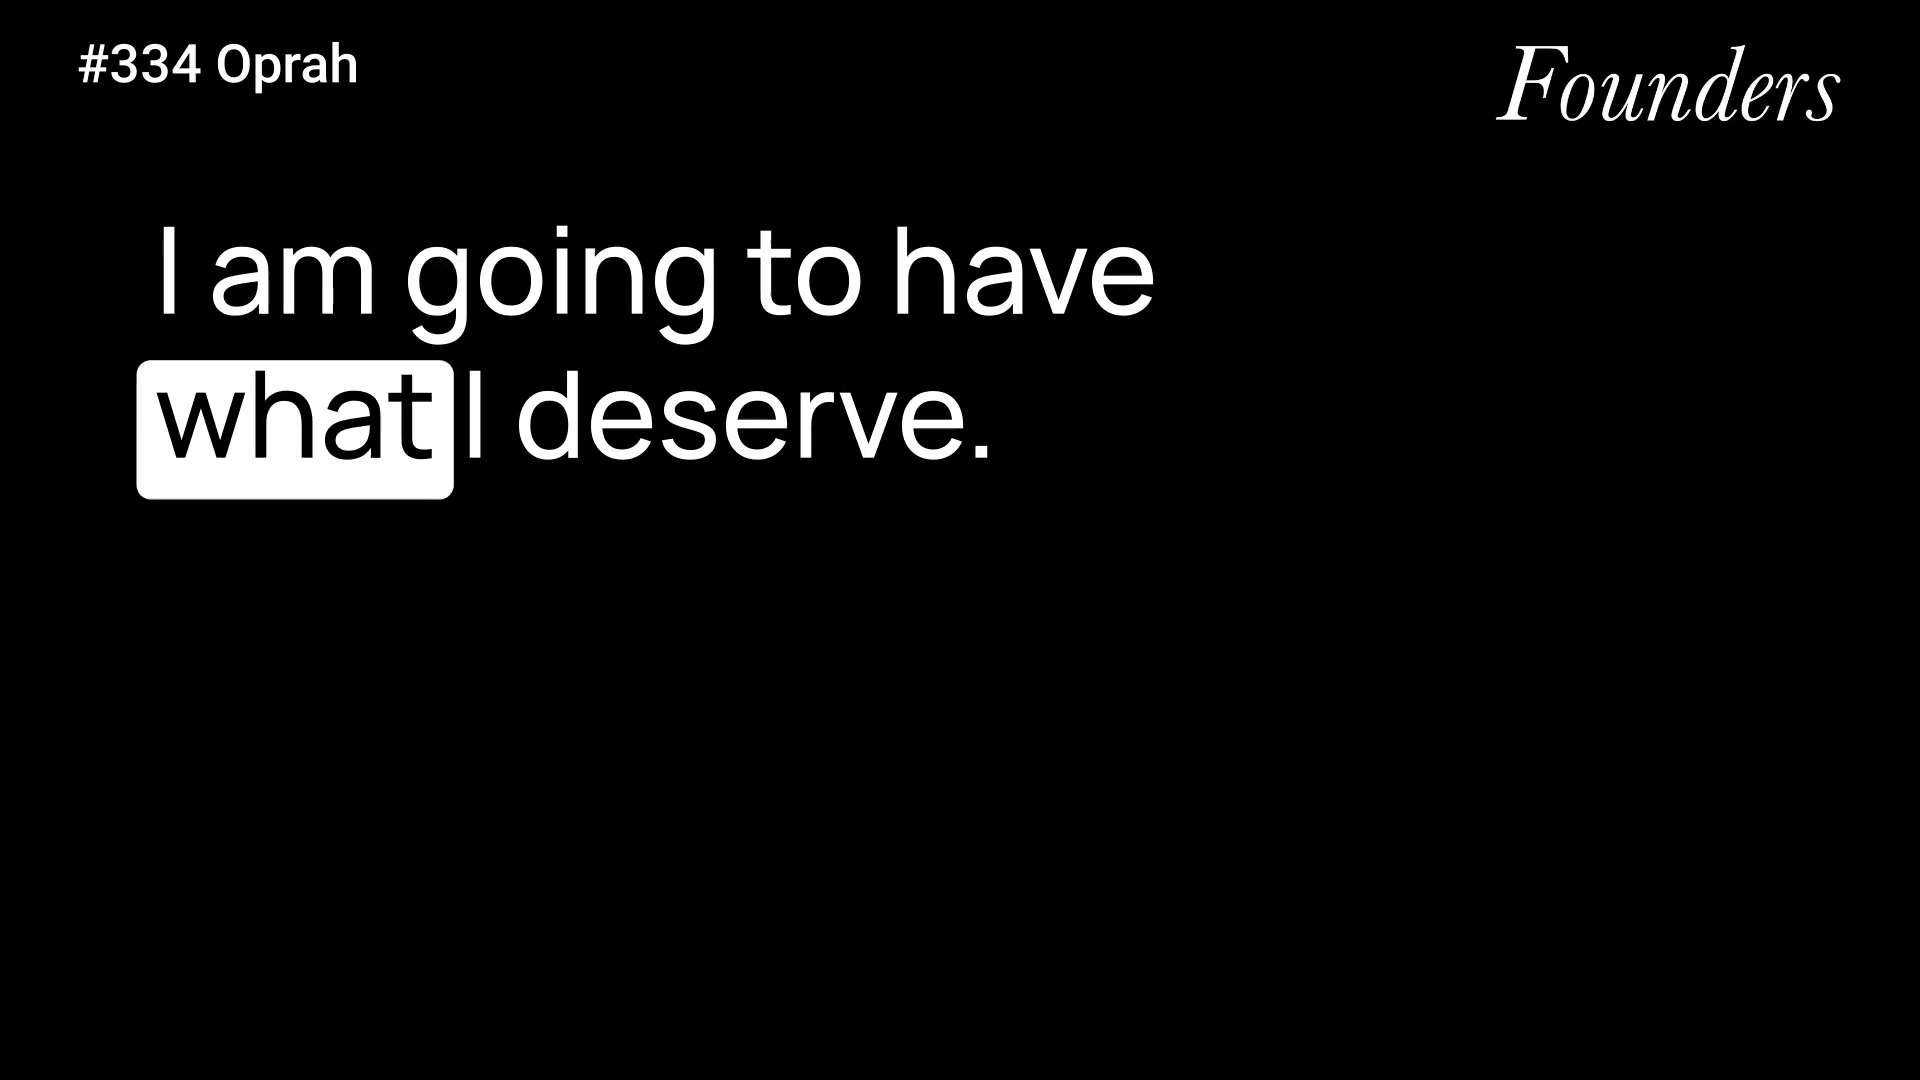 #334 Oprah
Founders
I am going to have
what I deserve.